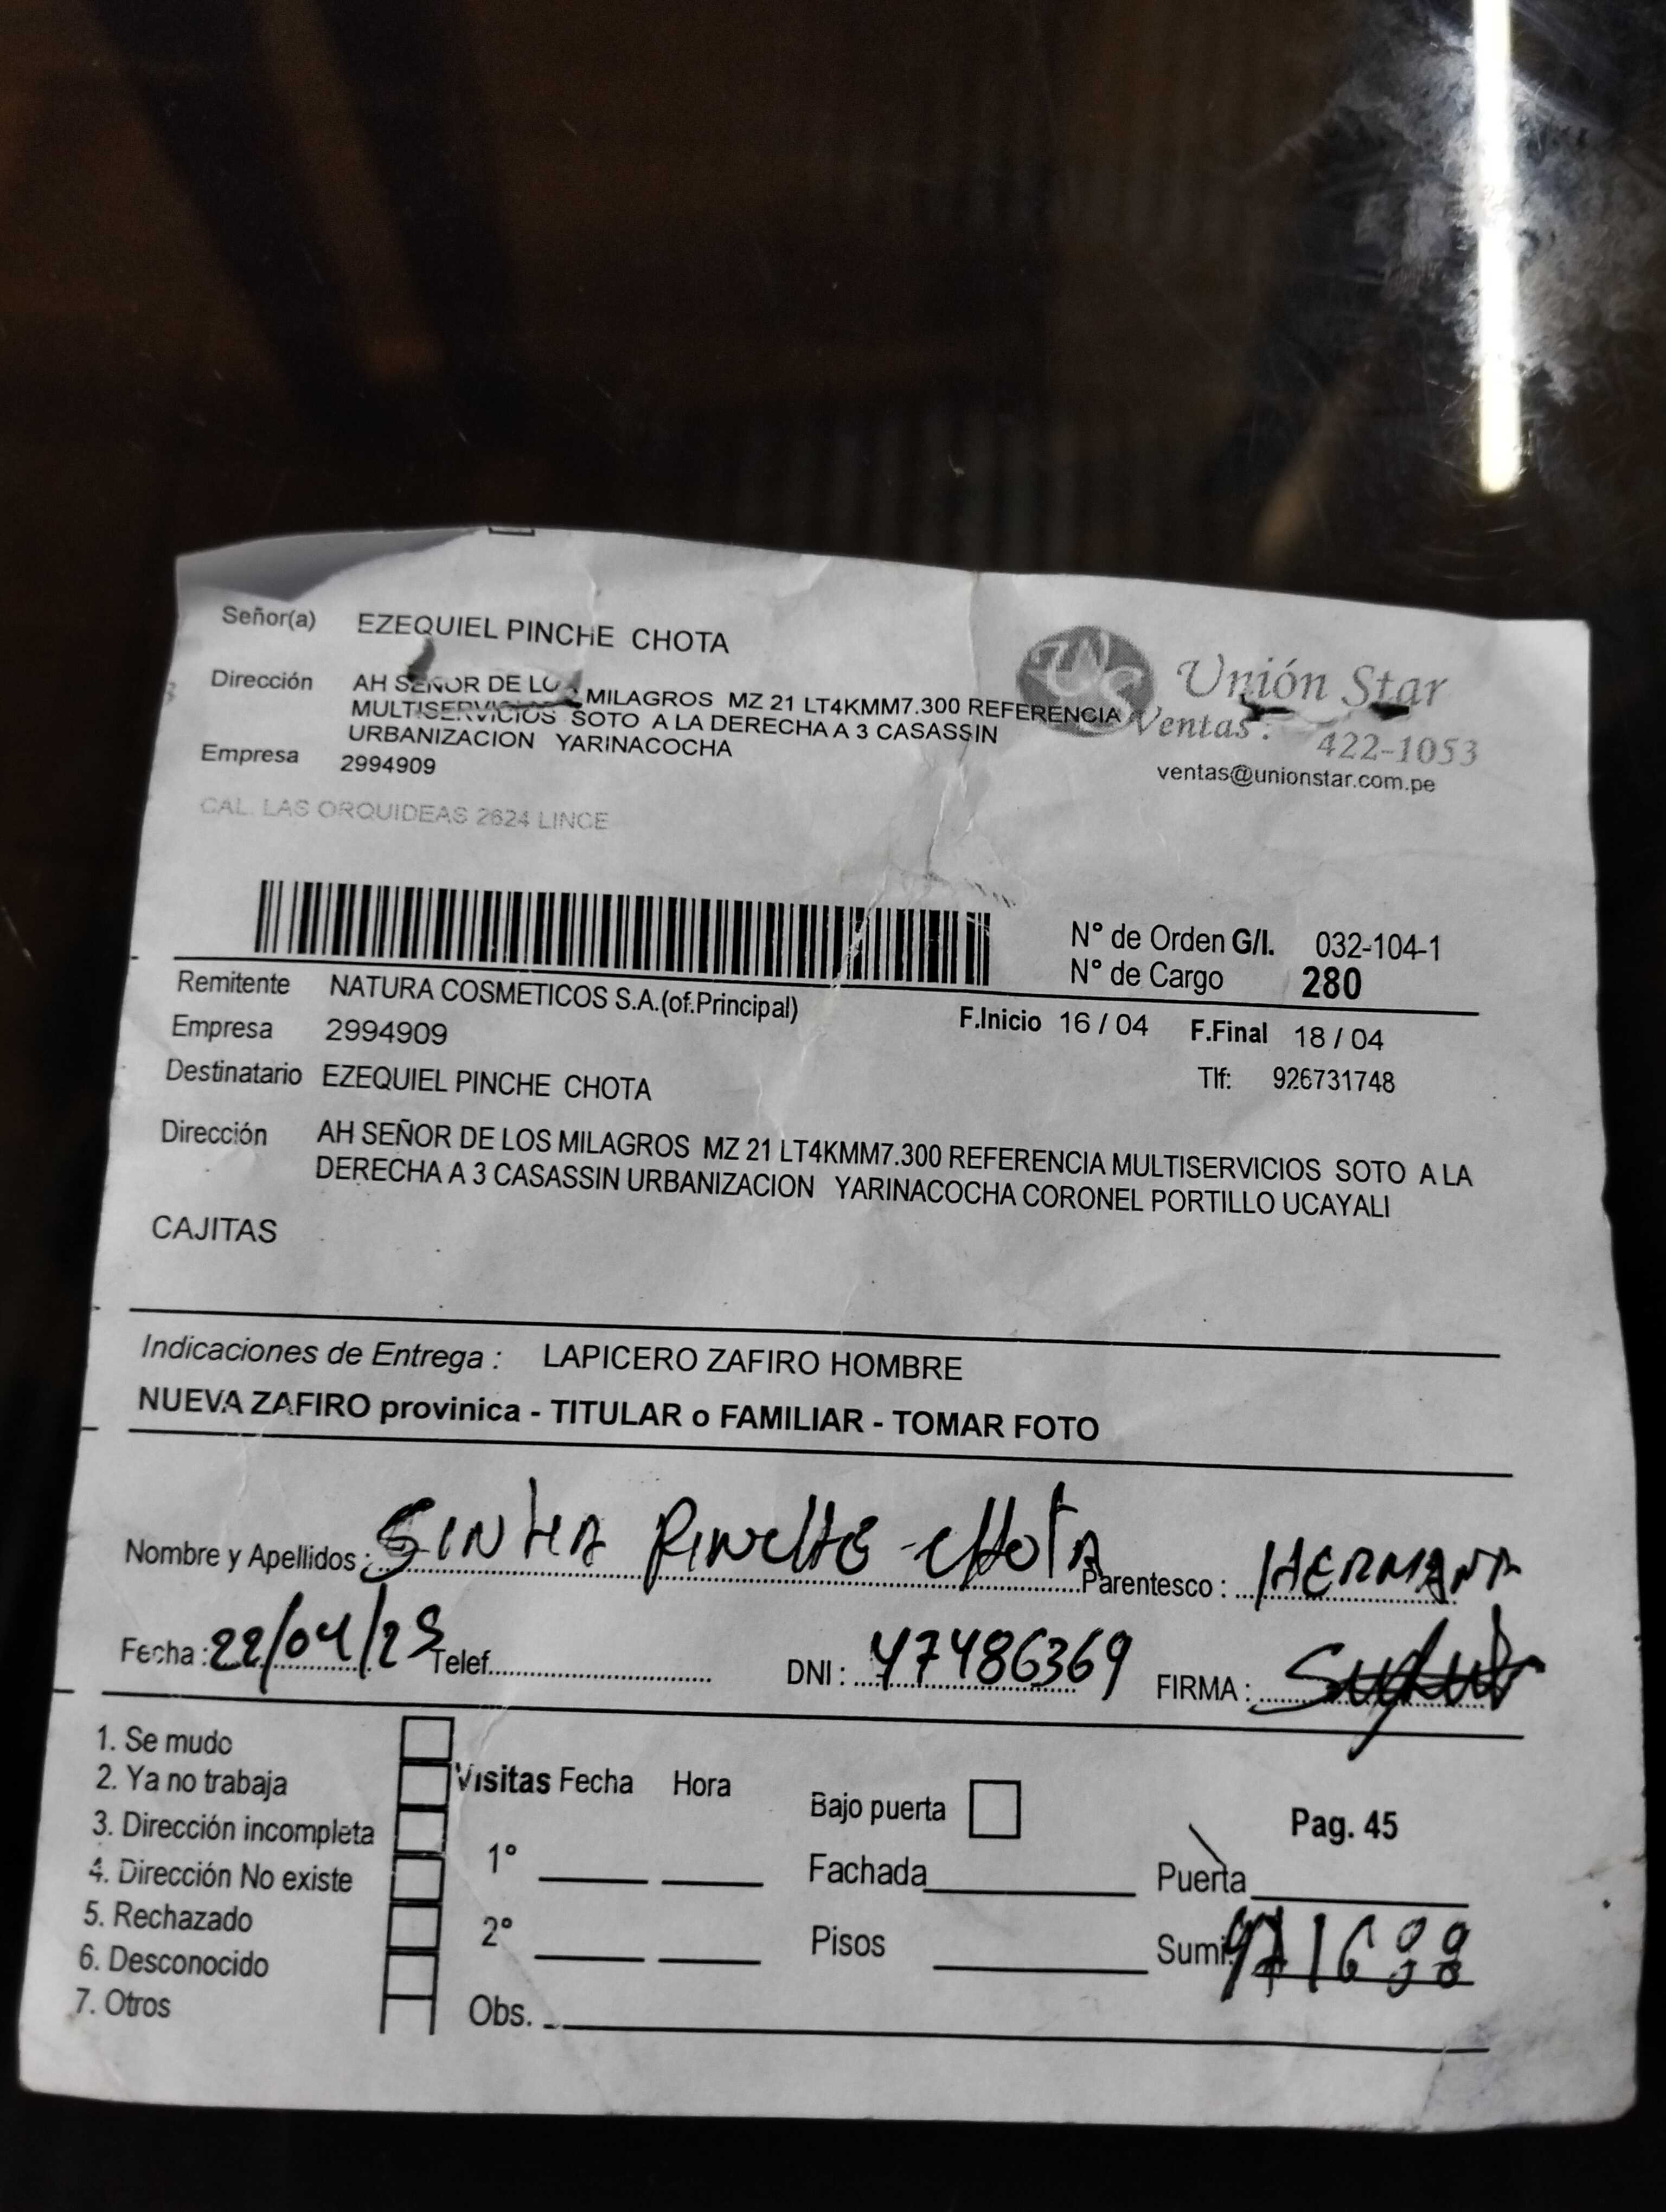 Señor(a) EZEQUIEL PINCHE CHOTA
Unión Star
Ventas: 422-1053
ventas@unionstar.com.pe
Dirección AH SEÑOR DE LOS MILAGROS MZ 21 LT4KMM7.300 REFERENCIA
MULTISERVICIOS SOTO A LA DERECHA A 3 CASASSIN
URBANIZACION YARINACOCHA
Empresa 2994909
CAL. LAS ORQUIDEAS 2624 LINCE
N° de Orden G/I. 032-104-1
N° de Cargo 280
Remitente NATURA COSMETICOS S.A.(of.Principal)
F.Inicio 16 / 04 F.Final 18 / 04
Empresa 2994909
Destinatario EZEQUIEL PINCHE CHOTA
Tlf: 926731748
Dirección AH SEÑOR DE LOS MILAGROS MZ 21 LT4KMM7.300 REFERENCIA MULTISERVICIOS SOTO A LA
DERECHA A 3 CASASSIN URBANIZACION YARINACOCHA CORONEL PORTILLO UCAYALI
CAJITAS
Indicaciones de Entrega : LAPICERO ZAFIRO HOMBRE
NUEVA ZAFIRO provinica - TITULAR o FAMILIAR - TOMAR FOTO
Nombre y Apellidos : SINTHA PINCHE CHOTA Parentesco : HERMANA
Fecha : 22/04/23 Telef. DNI : 47486369 FIRMA :
1. Se mudo
2. Ya no trabaja
3. Dirección incompleta
4. Dirección No existe
5. Rechazado
6. Desconocido
7. Otros
Visitas Fecha Hora
1°
2°
Obs.
Bajo puerta
Fachada
Pisos
Pag. 45
Puerta
Sumi.